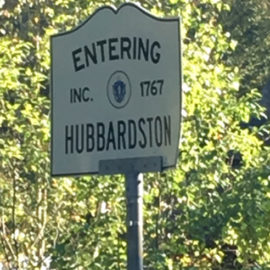 ENTERING
INC. 1767
HUBBARDSTON